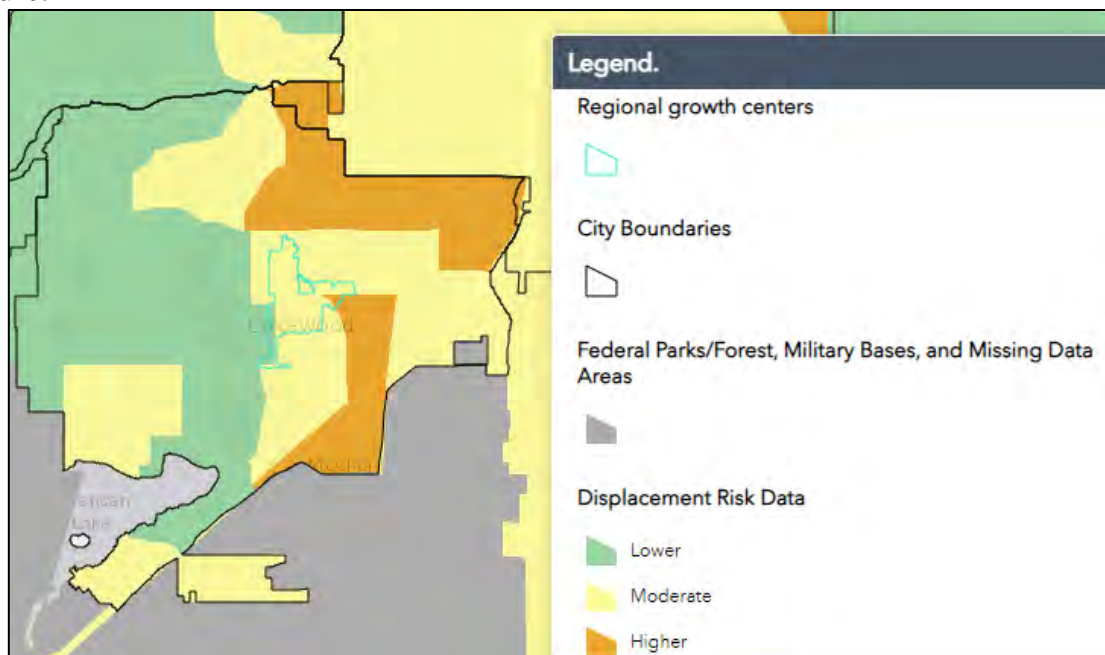 Lakewood
Legend.
Regional growth centers
City Boundaries
Federal Parks/Forest, Military Bases, and Missing Data
Areas
Displacement Risk Data
Lower
Moderate
Higher
Lake